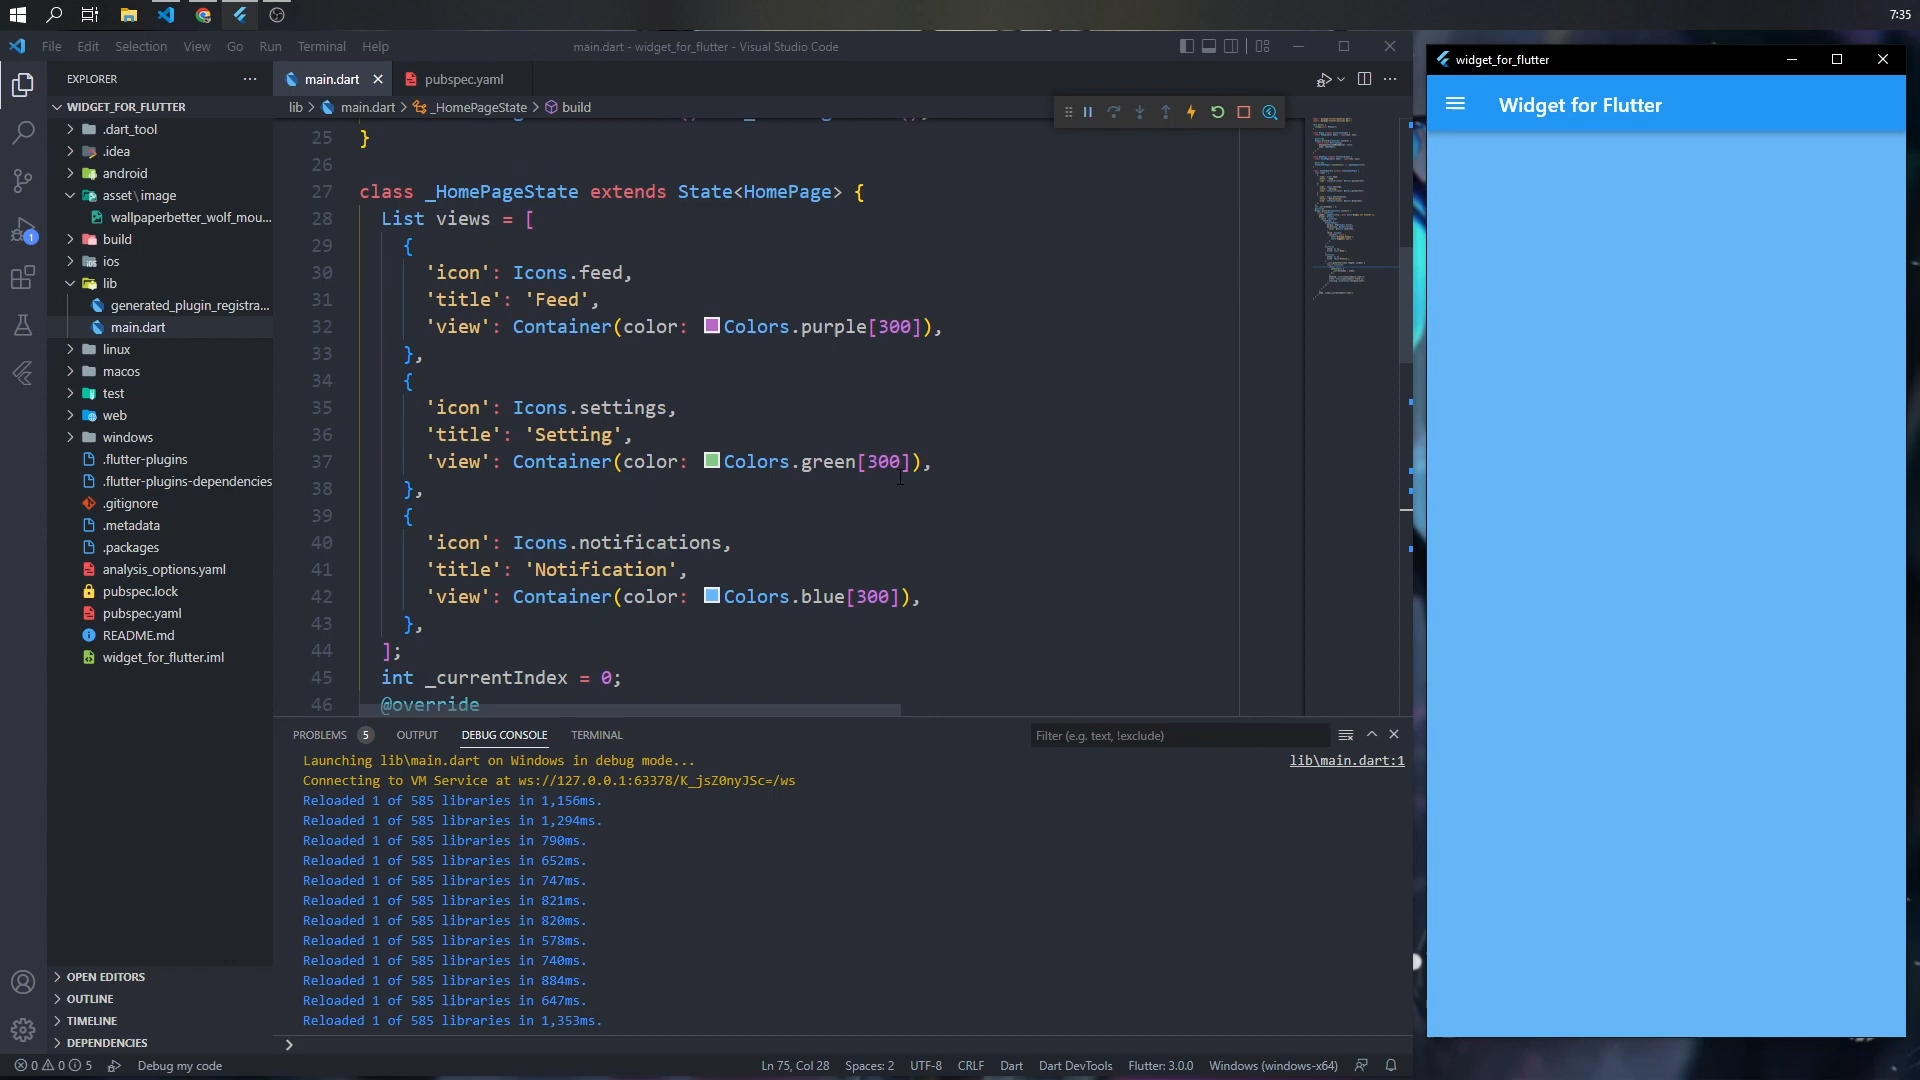 7:35
File Edit Selection View Go Run Terminal Help
main.dart - widget_for_flutter - Visual Studio Code
EXPLORER
WIDGET_FOR_FLUTTER
.dart_tool
.idea
android
asset\image
wallpaperbetter_wolf_mou...
build
ios
lib
generated_plugin_registra...
main.dart
linux
macos
test
web
windows
.flutter-plugins
.flutter-plugins-dependencies
.gitignore
.metadata
.packages
analysis_options.yaml
pubspec.lock
pubspec.yaml
README.md
widget_for_flutter.iml
OPEN EDITORS
OUTLINE
TIMELINE
DEPENDENCIES
main.dart pubspec.yaml
lib > main.dart > _HomePageState > build
25 }
26
27 class _HomePageState extends State<HomePage> {
28 List views = [
29 {
30 'icon': Icons.feed,
31 'title': 'Feed',
32 'view': Container(color: Colors.purple[300]),
33 },
34 {
35 'icon': Icons.settings,
36 'title': 'Setting',
37 'view': Container(color: Colors.green[300]),
38 },
39 {
40 'icon': Icons.notifications,
41 'title': 'Notification',
42 'view': Container(color: Colors.blue[300]),
43 },
44 ];
45 int _currentIndex = 0;
46 @override
PROBLEMS 5 OUTPUT DEBUG CONSOLE TERMINAL
Filter (e.g. text, !exclude)
Launching lib\main.dart on Windows in debug mode...
lib\main.dart:1
Connecting to VM Service at ws://127.0.0.1:63378/K_jsZ0nyJSc=/ws
Reloaded 1 of 585 libraries in 1,156ms.
Reloaded 1 of 585 libraries in 1,294ms.
Reloaded 1 of 585 libraries in 790ms.
Reloaded 1 of 585 libraries in 652ms.
Reloaded 1 of 585 libraries in 747ms.
Reloaded 1 of 585 libraries in 821ms.
Reloaded 1 of 585 libraries in 820ms.
Reloaded 1 of 585 libraries in 578ms.
Reloaded 1 of 585 libraries in 740ms.
Reloaded 1 of 585 libraries in 884ms.
Reloaded 1 of 585 libraries in 647ms.
Reloaded 1 of 585 libraries in 1,353ms.
0 0 5 Debug my code
Ln 75, Col 28 Spaces: 2 UTF-8 CRLF Dart Dart DevTools Flutter: 3.0.0 Windows (windows-x64)
widget_for_flutter
Widget for Flutter
1